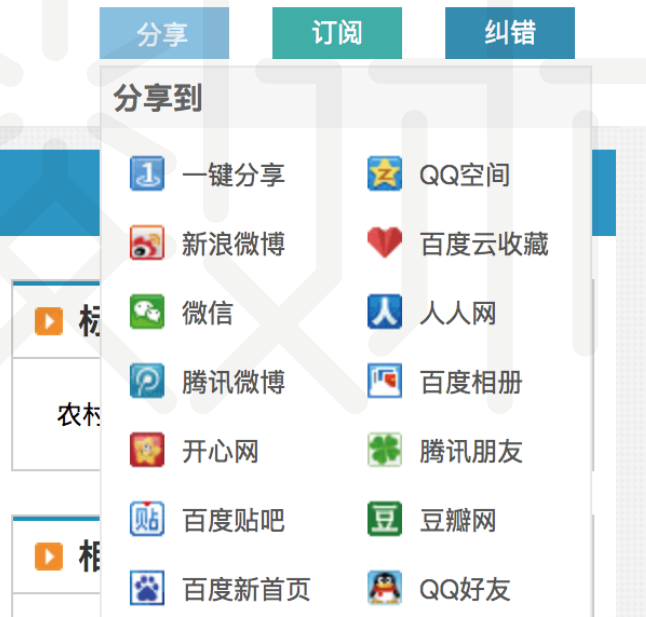 分享 订阅 纠错
分享到
一键分享 QQ空间
新浪微博 百度云收藏
微信 人人网
腾讯微博 百度相册
农村
开心网 腾讯朋友
百度贴吧 豆瓣网
百度新首页 QQ好友